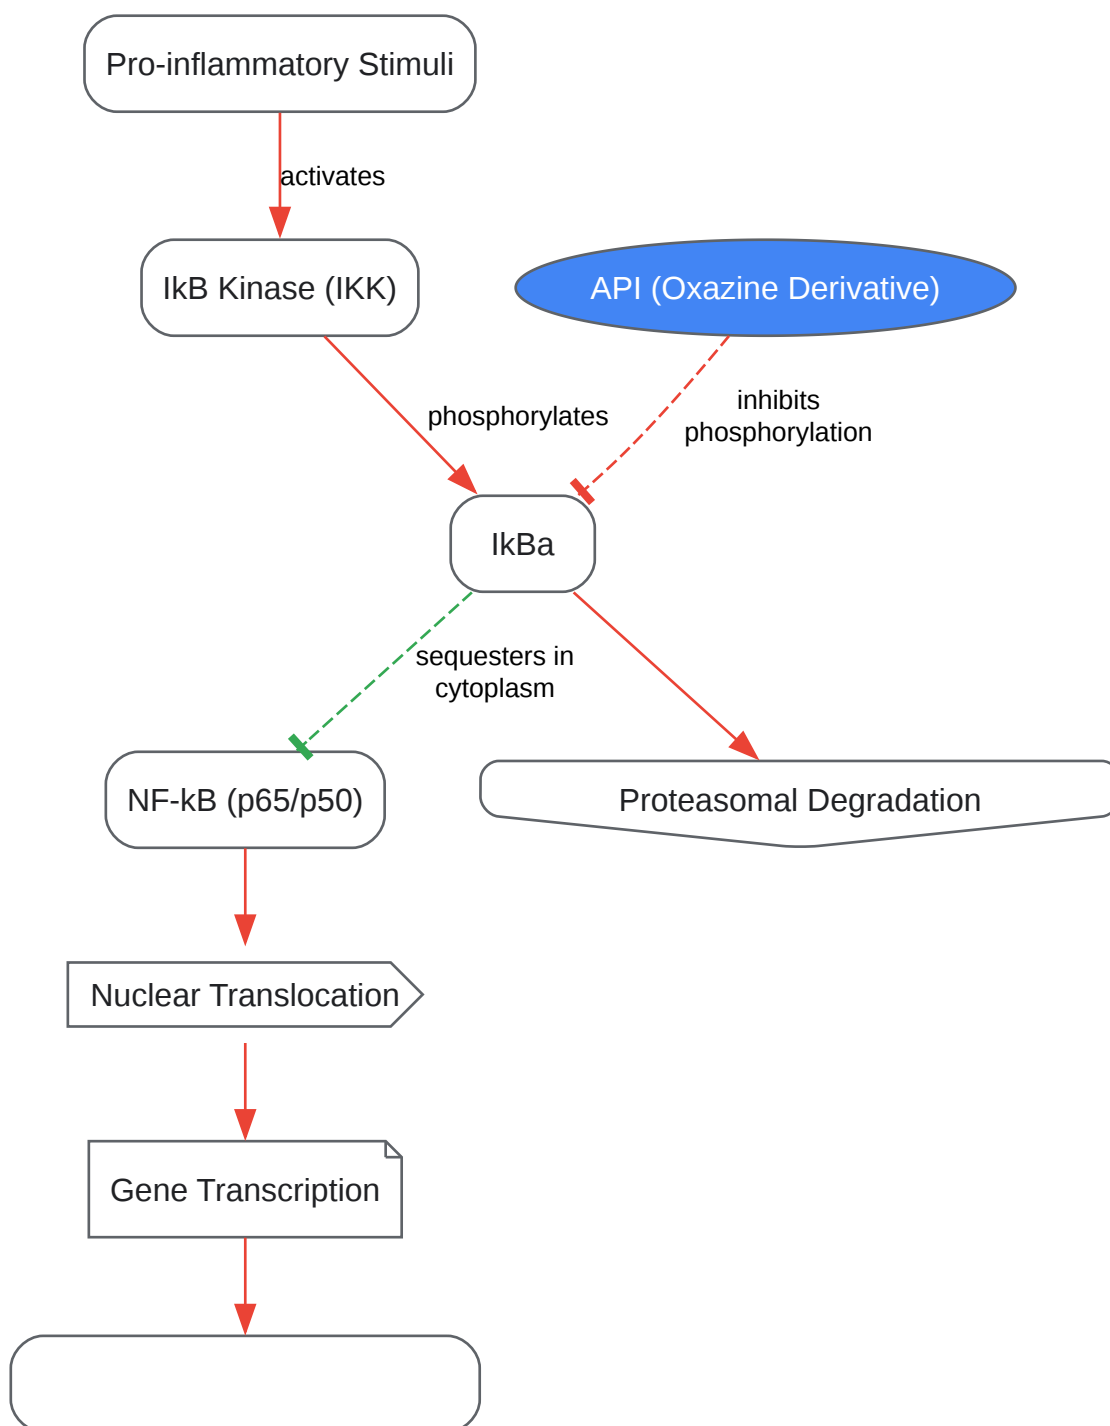 Pro-inflammatory Stimuli
activates
IkB Kinase (IKK)
API (Oxazine Derivative)
phosphorylates
inhibits
phosphorylation
IkBa
sequesters in
cytoplasm
NF-kB (p65/p50)
Proteasomal Degradation
Nuclear Translocation
Gene Transcription